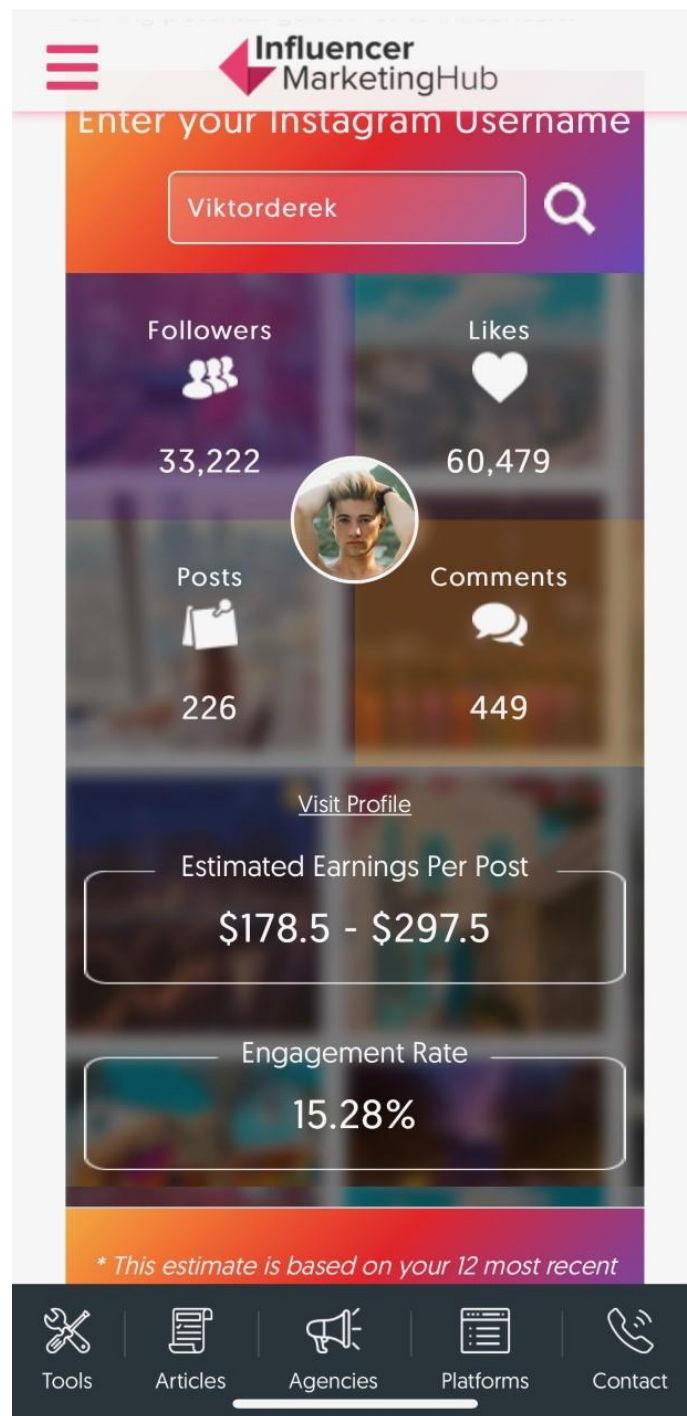 Influencer
MarketingHub
Enter your Instagram Username
Viktorderek
Followers
Likes
33,222
60,479
Posts
Comments
226
449
Visit Profile
Estimated Earnings Per Post
$178.5 - $297.5
Engagement Rate
15.28%
* This estimate is based on your 12 most recent
Tools
Articles
Agencies
Platforms
Contact